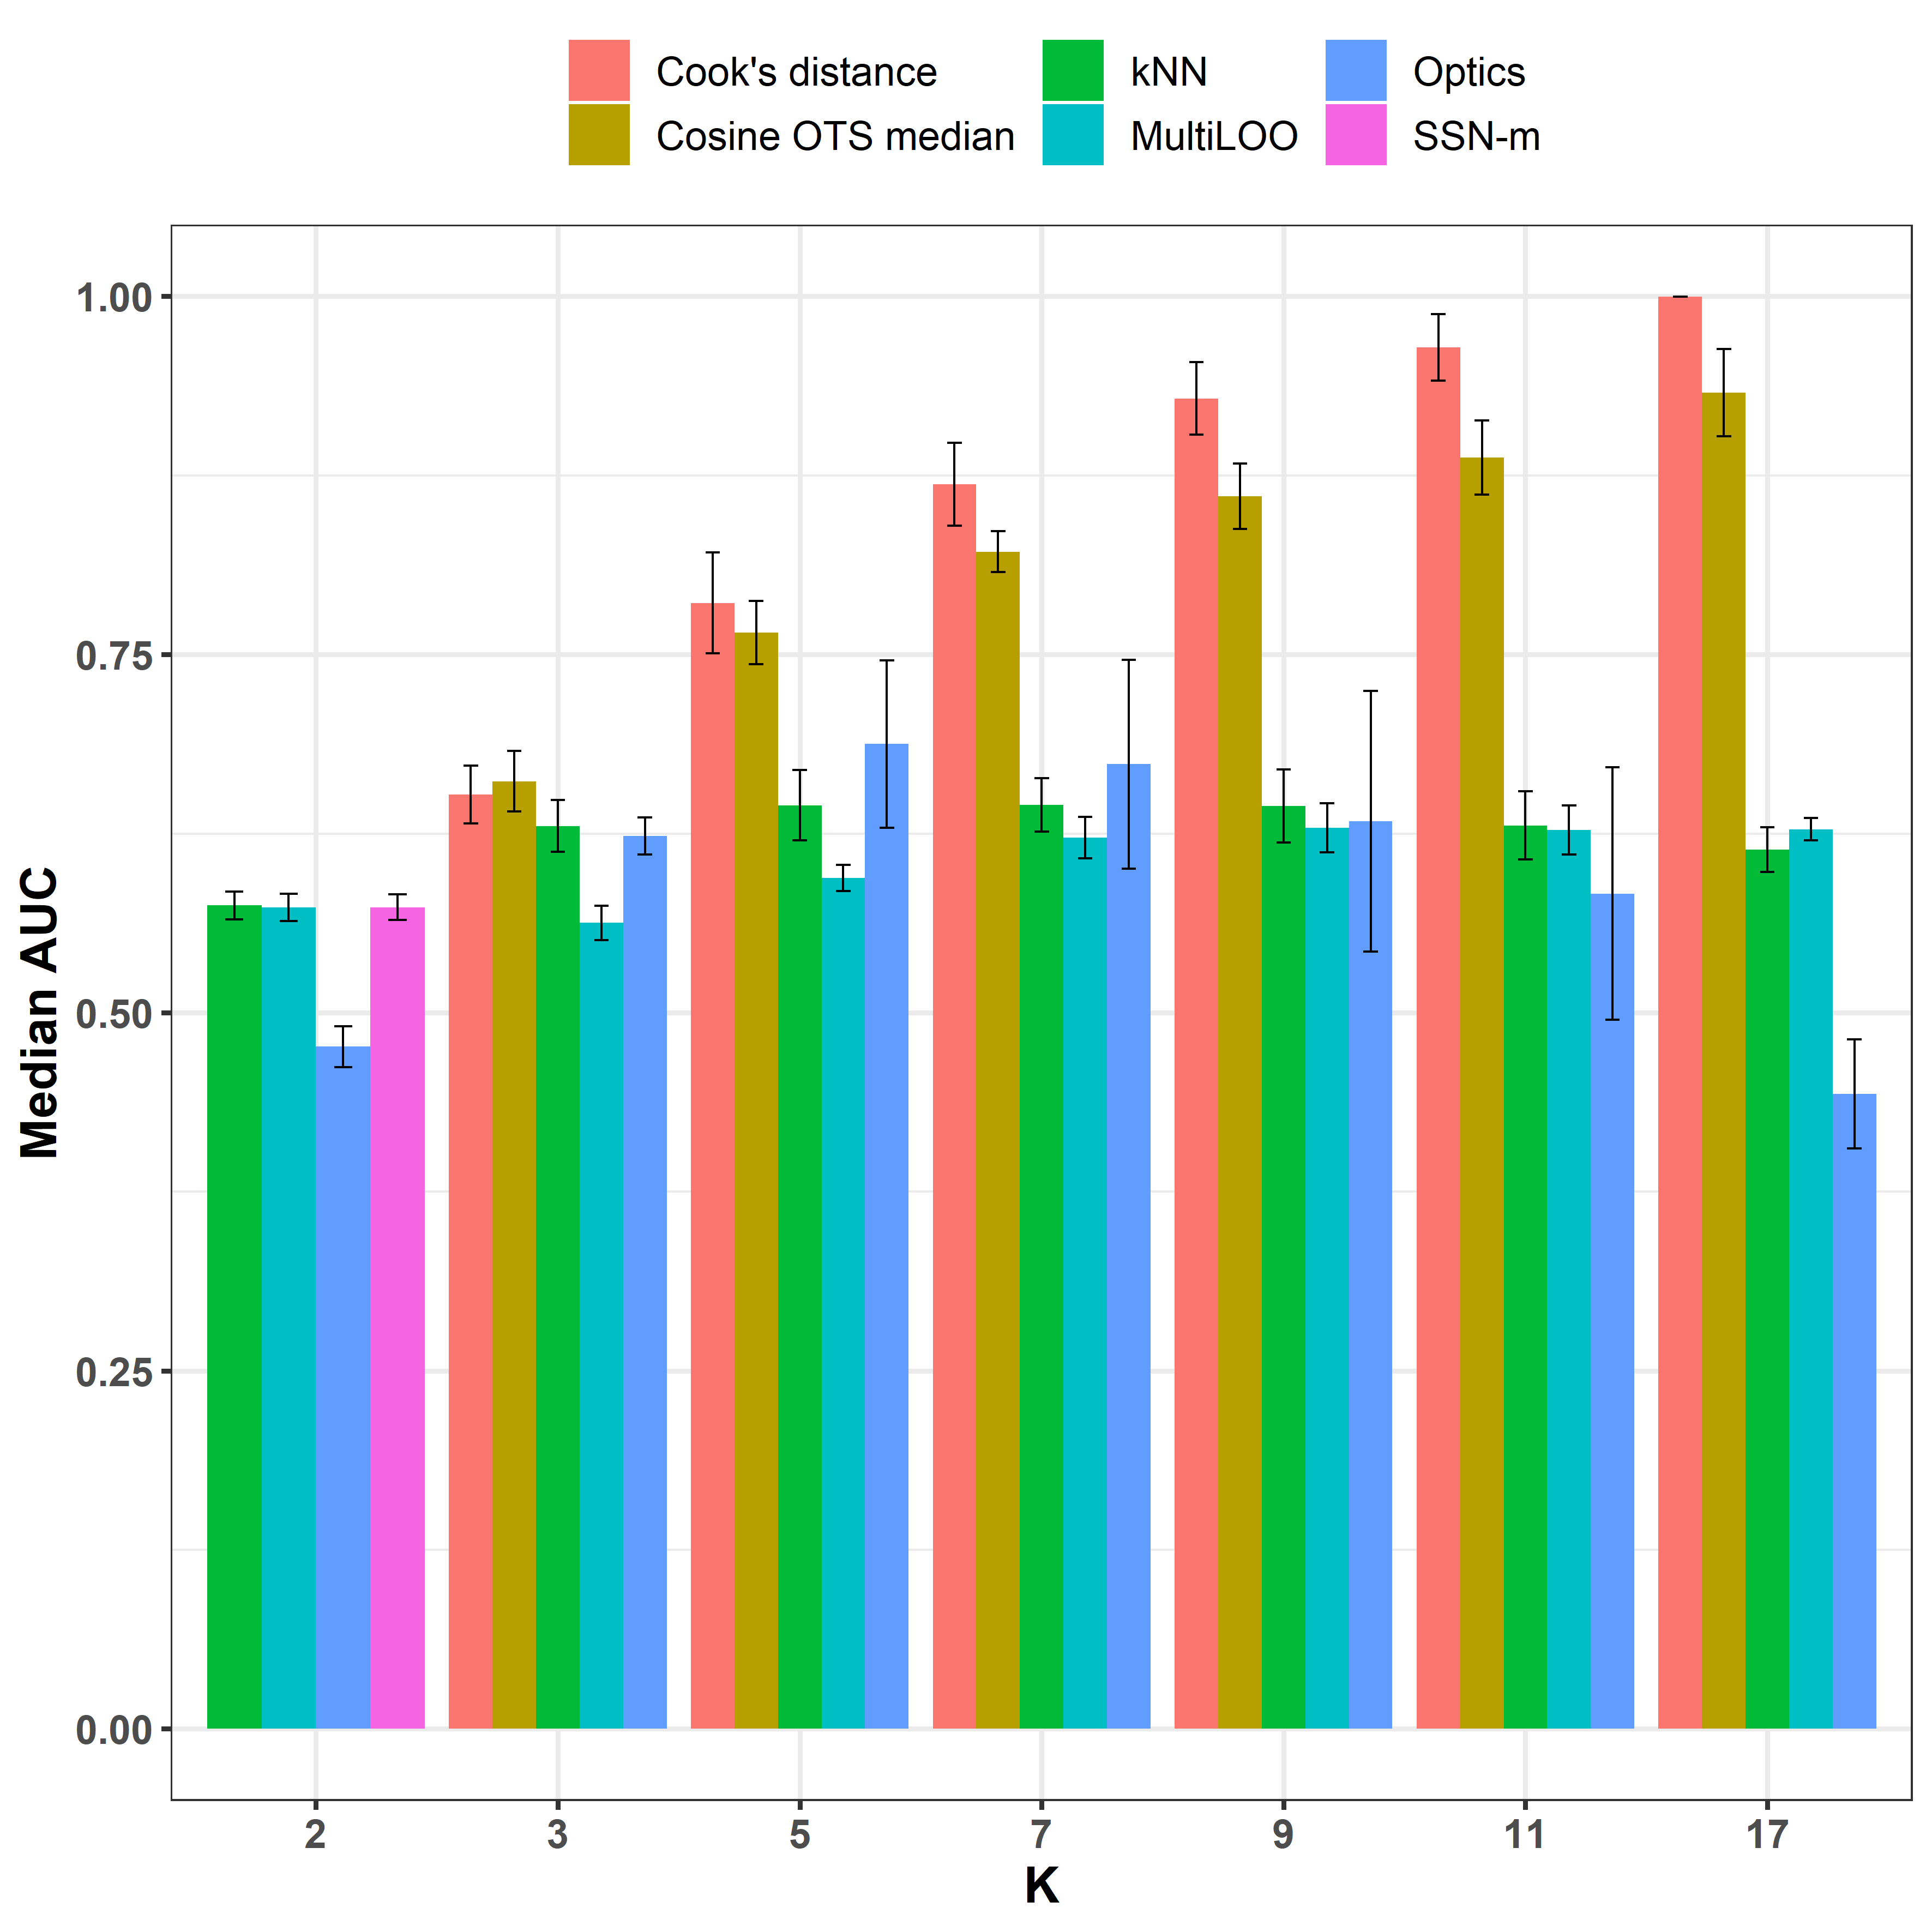 Cook's distance
kNN
Optics
Cosine OTS median
MultiLOO
SSN-m
1.00
0.75
0.50
0.25
0.00
Median AUC
2
3
5
7
9
11
17
K